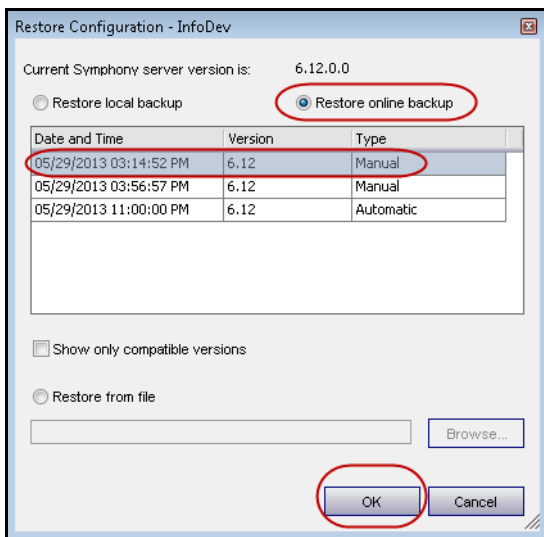 Restore Configuration - InfoDev
Current Symphony server version is: 6.12.0.0
Restore local backup Restore online backup
Date and Time Version Type
05/29/2013 03:14:52 PM 6.12 Manual
05/29/2013 03:56:57 PM 6.12 Manual
05/29/2013 11:00:00 PM 6.12 Automatic
Show only compatible versions
Restore from file
Browse...
OK Cancel